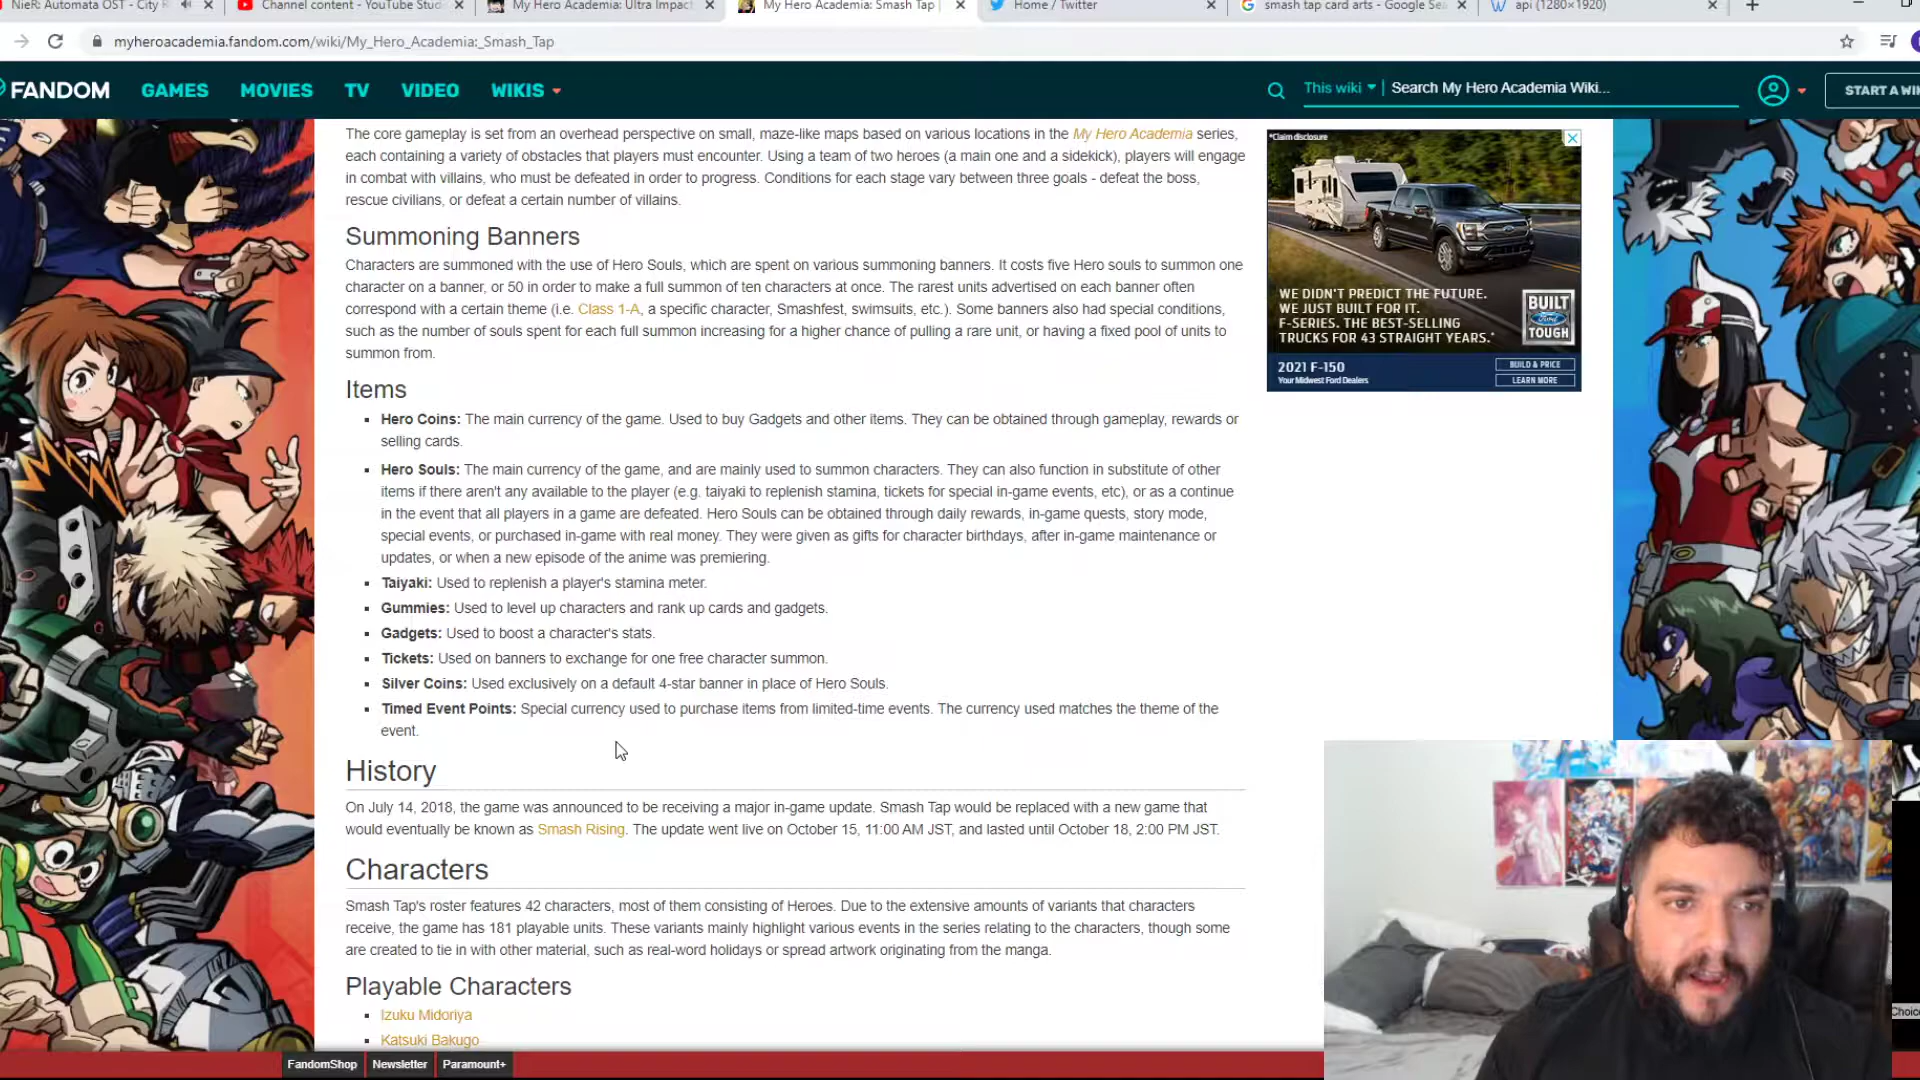 NieR: Automata OST - City R
Channel content - YouTube Stud
My Hero Academia: Ultra Impact
My Hero Academia: Smash Tap
Home / Twitter
smash tap card arts - Google Sea
api (1280×720)
myheroacademia.fandom.com/wiki/My_Hero_Academia:_Smash_Tap
FANDOM GAMES MOVIES TV VIDEO WIKIS
This wiki Search My Hero Academia Wiki...
START A WIK
The core gameplay is set from an overhead perspective on small, maze-like maps based on various locations in the My Hero Academia series,
each containing a variety of obstacles that players must encounter. Using a team of two heroes (a main one and a sidekick), players will engage
in combat with villains, who must be defeated in order to progress. Conditions for each stage vary between three goals - defeat the boss,
rescue civilians, or defeat a certain number of villains.
Summoning Banners
Characters are summoned with the use of Hero Souls, which are spent on various summoning banners. It costs five Hero souls to summon one
character on a banner, or 50 in order to make a full summon of ten characters at once. The rarest units advertised on each banner often
correspond with a certain theme (i.e. Class 1-A, a specific character, Smashfest, swimsuits, etc.). Some banners also had special conditions,
such as the number of souls spent for each full summon increasing for a higher chance of pulling a rare unit, or having a fixed pool of units to
summon from.
Items
Hero Coins: The main currency of the game. Used to buy Gadgets and other items. They can be obtained through gameplay, rewards or
selling cards.
Hero Souls: The main currency of the game, and are mainly used to summon characters. They can also function in substitute of other
items if there aren't any available to the player (e.g. taiyaki to replenish stamina, tickets for special in-game events, etc), or as a continue
in the event that all players in a game are defeated. Hero Souls can be obtained through daily rewards, in-game quests, story mode,
special events, or purchased in-game with real money. They were given as gifts for character birthdays, after in-game maintenance or
updates, or when a new episode of the anime was premiering.
Taiyaki: Used to replenish a player's stamina meter.
Gummies: Used to level up characters and rank up cards and gadgets.
Gadgets: Used to boost a character's stats.
Tickets: Used on banners to exchange for one free character summon.
Silver Coins: Used exclusively on a default 4-star banner in place of Hero Souls.
Timed Event Points: Special currency used to purchase items from limited-time events. The currency used matches the theme of the
event.
History
On July 14, 2018, the game was announced to be receiving a major in-game update. Smash Tap would be replaced with a new game that
would eventually be known as Smash Rising. The update went live on October 15, 11:00 AM JST, and lasted until October 18, 2:00 PM JST.
Characters
Smash Tap's roster features 42 characters, most of them consisting of Heroes. Due to the extensive amounts of variants that characters
receive, the game has 181 playable units. These variants mainly highlight various events in the series relating to the characters, though some
are created to tie in with other material, such as real-word holidays or spread artwork originating from the manga.
Playable Characters
Izuku Midoriya
Katsuki Bakugo
*Claim disclosure
WE DIDN'T PREDICT THE FUTURE.
WE JUST BUILT FOR IT.
F-SERIES. THE BEST-SELLING
TRUCKS FOR 43 STRAIGHT YEARS.*
BUILT
Ford
TOUGH
2021 F-150
Your Midwest Ford Dealers
BUILD & PRICE
LEARN MORE
Choice
FandomShop Newsletter Paramount+